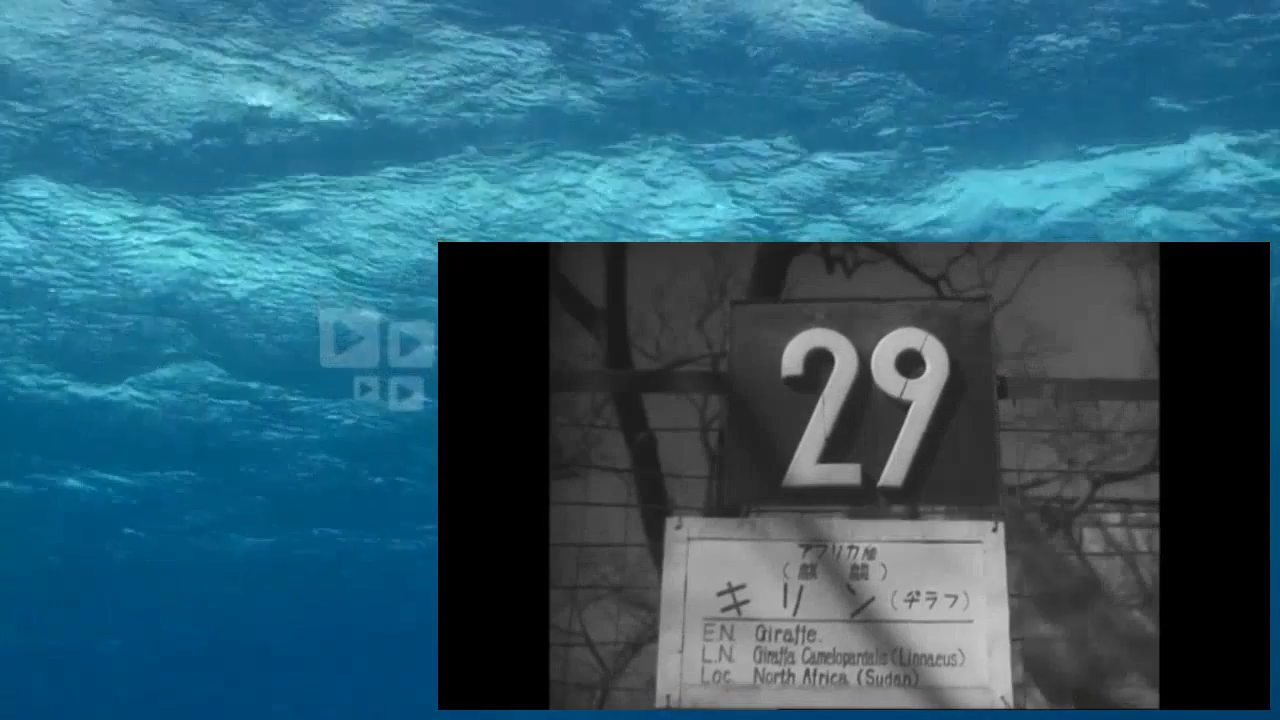 29
アフリカ産
(麒麟)
キリン(ヂラフ)
E.N. Giraffe.
L.N. Giraffa Camelopardalis (Linnaeus)
Loc. North Africa (Sudan)